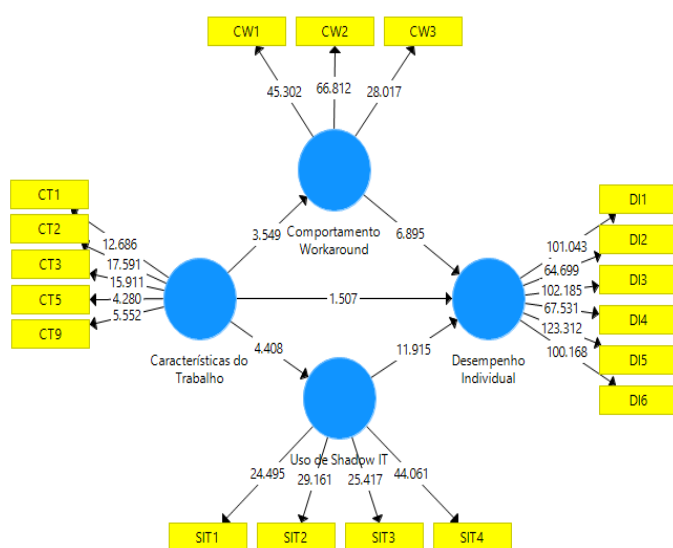 CW1
CW2
CW3
45.302
66.812
28.017
CT1
CT2
CT3
CT5
CT9
12.686
17.591
15.911
4.280
5.552
3.549
Comportamento
Workaround
6.895
1.507
Características do
Trabalho
4.408
11.915
Desempenho
Individual
DI1
DI2
DI3
DI4
DI5
DI6
101.043
64.699
102.185
67.531
123.312
100.168
Uso de Shadow IT
24.495
29.161
25.417
44.061
SIT1
SIT2
SIT3
SIT4